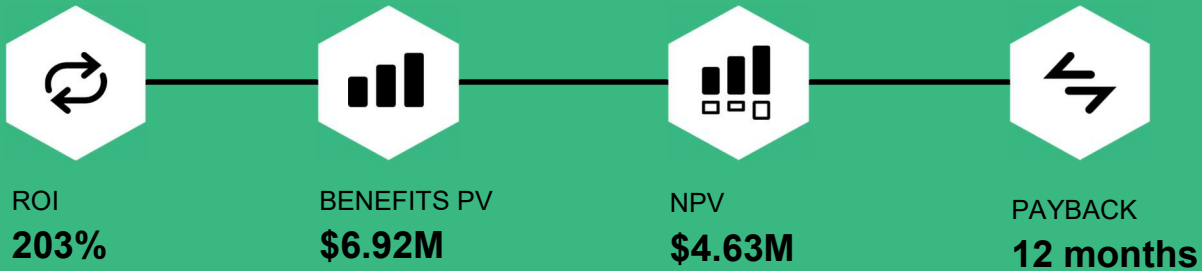 ROI
203%
BENEFITS PV
$6.92M
NPV
$4.63M
PAYBACK
12 months